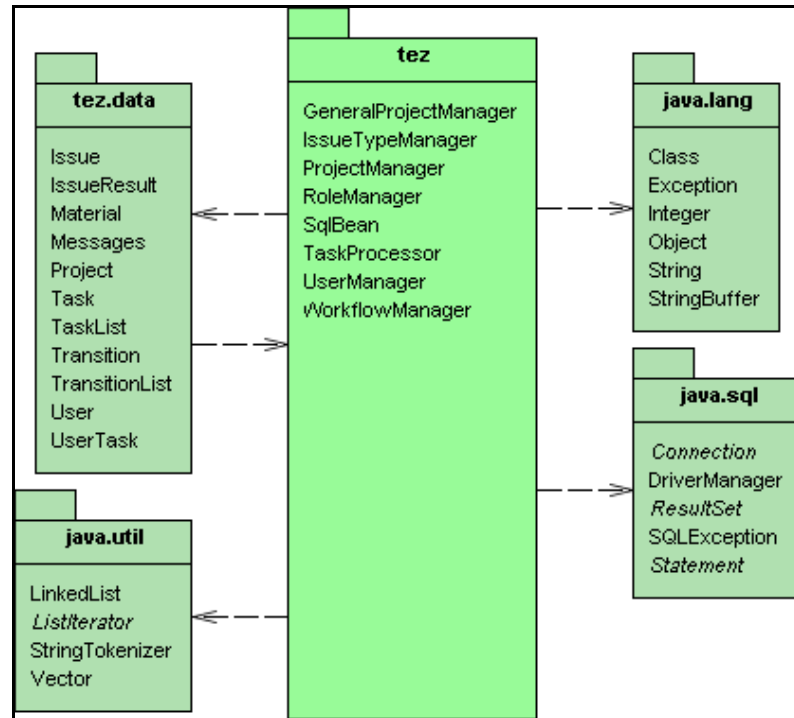 tez.data
Issue
IssueResult
Material
Messages
Project
Task
TaskList
Transition
TransitionList
User
UserTask
java.util
LinkedList
ListIterator
StringTokenizer
Vector
tez
GeneralProjectManager
IssueTypeManager
ProjectManager
RoleManager
SqlBean
TaskProcessor
UserManager
WorkflowManager
java.lang
Class
Exception
Integer
Object
String
StringBuffer
java.sql
Connection
DriverManager
ResultSet
SQLException
Statement